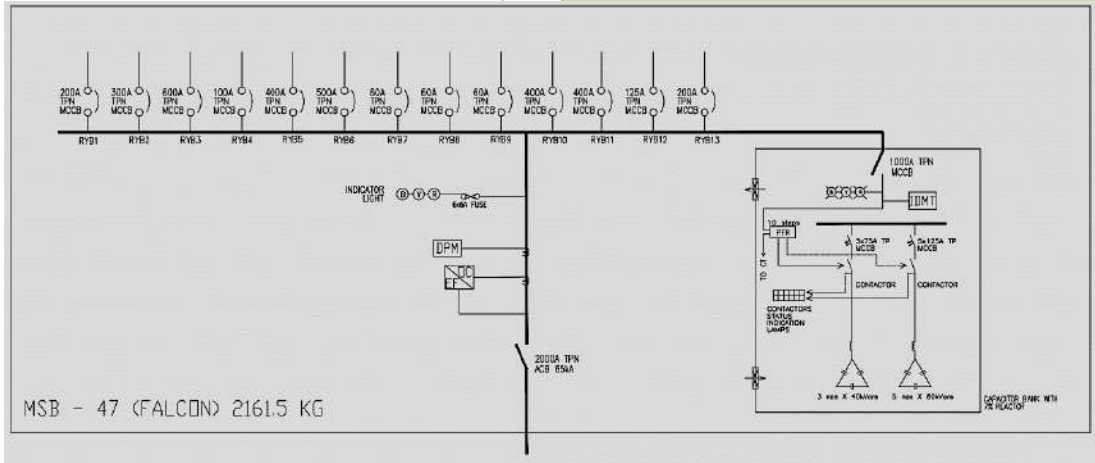 200A TPN MCCB
300A TPN MCCB
600A TPN MCCB
100A TPN MCCB
400A TPN MCCB
500A TPN MCCB
60A TPN MCCB
60A TPN MCCB
60A TPN MCCB
400A TPN MCCB
400A TPN MCCB
125A TPN MCCB
200A TPN MCCB
RYB1
RYB2
RYB3
RYB4
RYB5
RYB6
RYB7
RYB8
RYB9
RYB10
RYB11
RYB12
RYB13
1000A TPN
MCCB
INDICATOR
LIGHT
B Y R
6x6A FUSE
IDMT
10 steps
PFR
3x75A TP
MCCB
5x125A TP
MCCB
DPM
OC
EF
TO CT
CONTACTOR
CONTACTOR
CONTACTORS
STATUS
INDICATION
LAMPS
2000A TPN
ACB 65kA
3 nos X 40kVare
5 nos X 80kVare
CAPACITOR BANK WITH
7% REACTOR
MSB - 47 (FALCON) 2161.5 KG